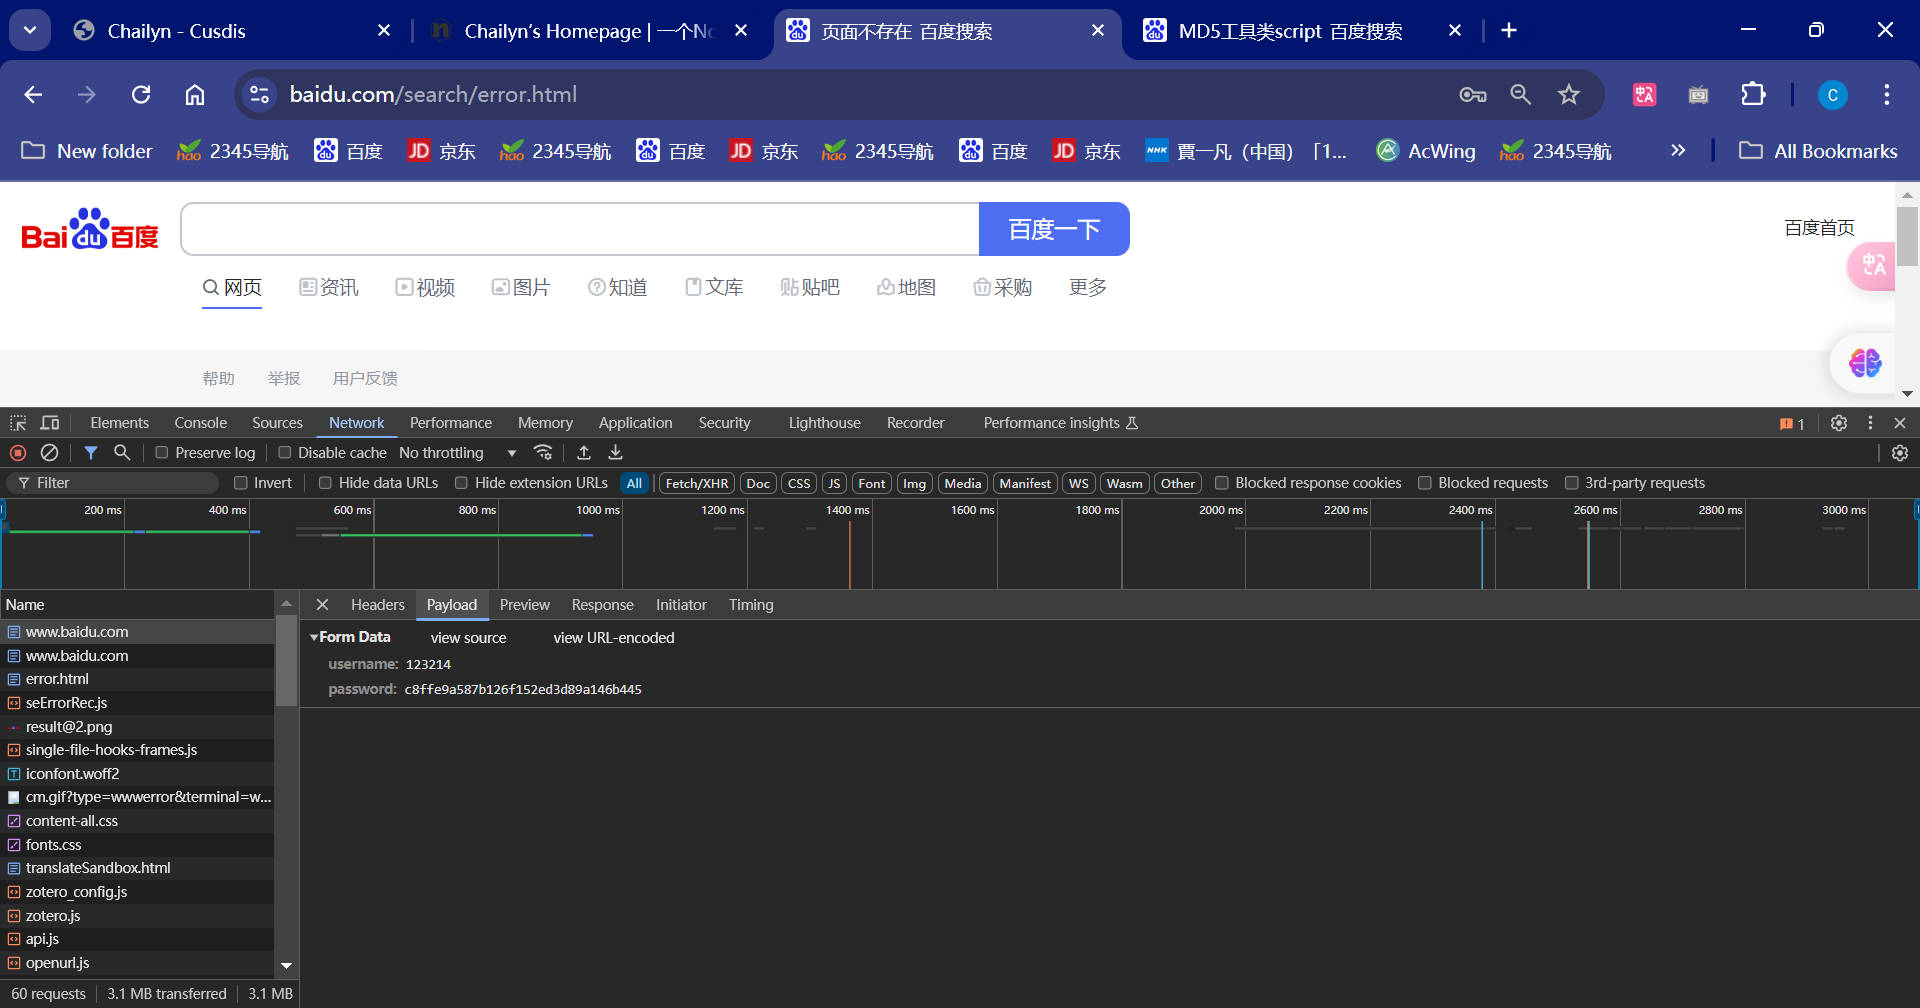 Chailyn - Cusdis
Chailyn's Homepage | 一个No
页面不存在_百度搜索
MD5工具类script_百度搜索
baidu.com/search/error.html
C
New folder
2345导航
百度
京东
2345导航
百度
京东
2345导航
百度
京东
賈一凡（中国）「1...
AcWing
2345导航
All Bookmarks
Baidu百度
百度一下
百度首页
网页
资讯
视频
图片
知道
文库
贴吧
地图
采购
更多
帮助
举报
用户反馈
Elements
Console
Sources
Network
Performance
Memory
Application
Security
Lighthouse
Recorder
Performance insights
1
Preserve log
Disable cache
No throttling
Filter
Invert
Hide data URLs
Hide extension URLs
All
Fetch/XHR
Doc
CSS
JS
Font
Img
Media
Manifest
WS
Wasm
Other
Blocked response cookies
Blocked requests
3rd-party requests
200 ms
400 ms
600 ms
800 ms
1000 ms
1200 ms
1400 ms
1600 ms
1800 ms
2000 ms
2200 ms
2400 ms
2600 ms
2800 ms
3000 ms
Name
www.baidu.com
www.baidu.com
error.html
seErrorRec.js
result@2.png
single-file-hooks-frames.js
iconfont.woff2
cm.gif?type=wwwerror&terminal=w...
content-all.css
fonts.css
translateSandbox.html
zotero_config.js
zotero.js
api.js
openurl.js
60 requests
3.1 MB transferred
3.1 MB
Headers
Payload
Preview
Response
Initiator
Timing
Form Data
view source
view URL-encoded
username: 123214
password: c8ffe9a587b126f152ed3d89a146b445